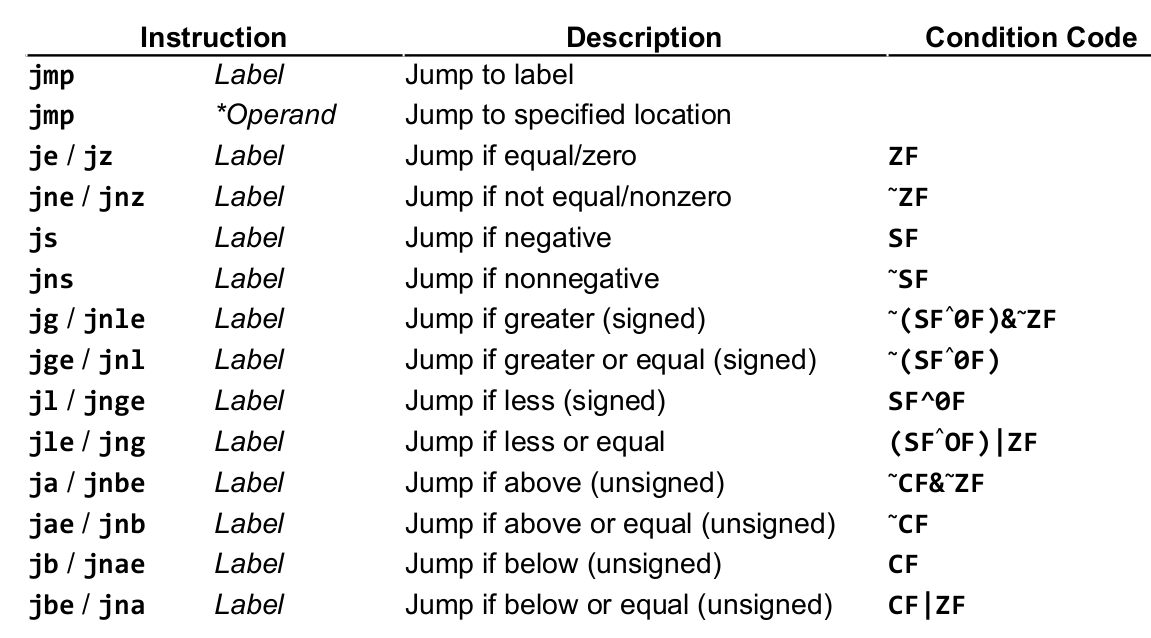 Instruction Description Condition Code
jmp Label Jump to label
jmp *Operand Jump to specified location
je / jz Label Jump if equal/zero ZF
jne / jnz Label Jump if not equal/nonzero ~ZF
js Label Jump if negative SF
jns Label Jump if nonnegative ~SF
jg / jnle Label Jump if greater (signed) ~(SF^0F)&~ZF
jge / jnl Label Jump if greater or equal (signed) ~(SF^0F)
jl / jnge Label Jump if less (signed) SF^0F
jle / jng Label Jump if less or equal (SF^OF)|ZF
ja / jnbe Label Jump if above (unsigned) ~CF&~ZF
jae / jnb Label Jump if above or equal (unsigned) ~CF
jb / jnae Label Jump if below (unsigned) CF
jbe / jna Label Jump if below or equal (unsigned) CF|ZF